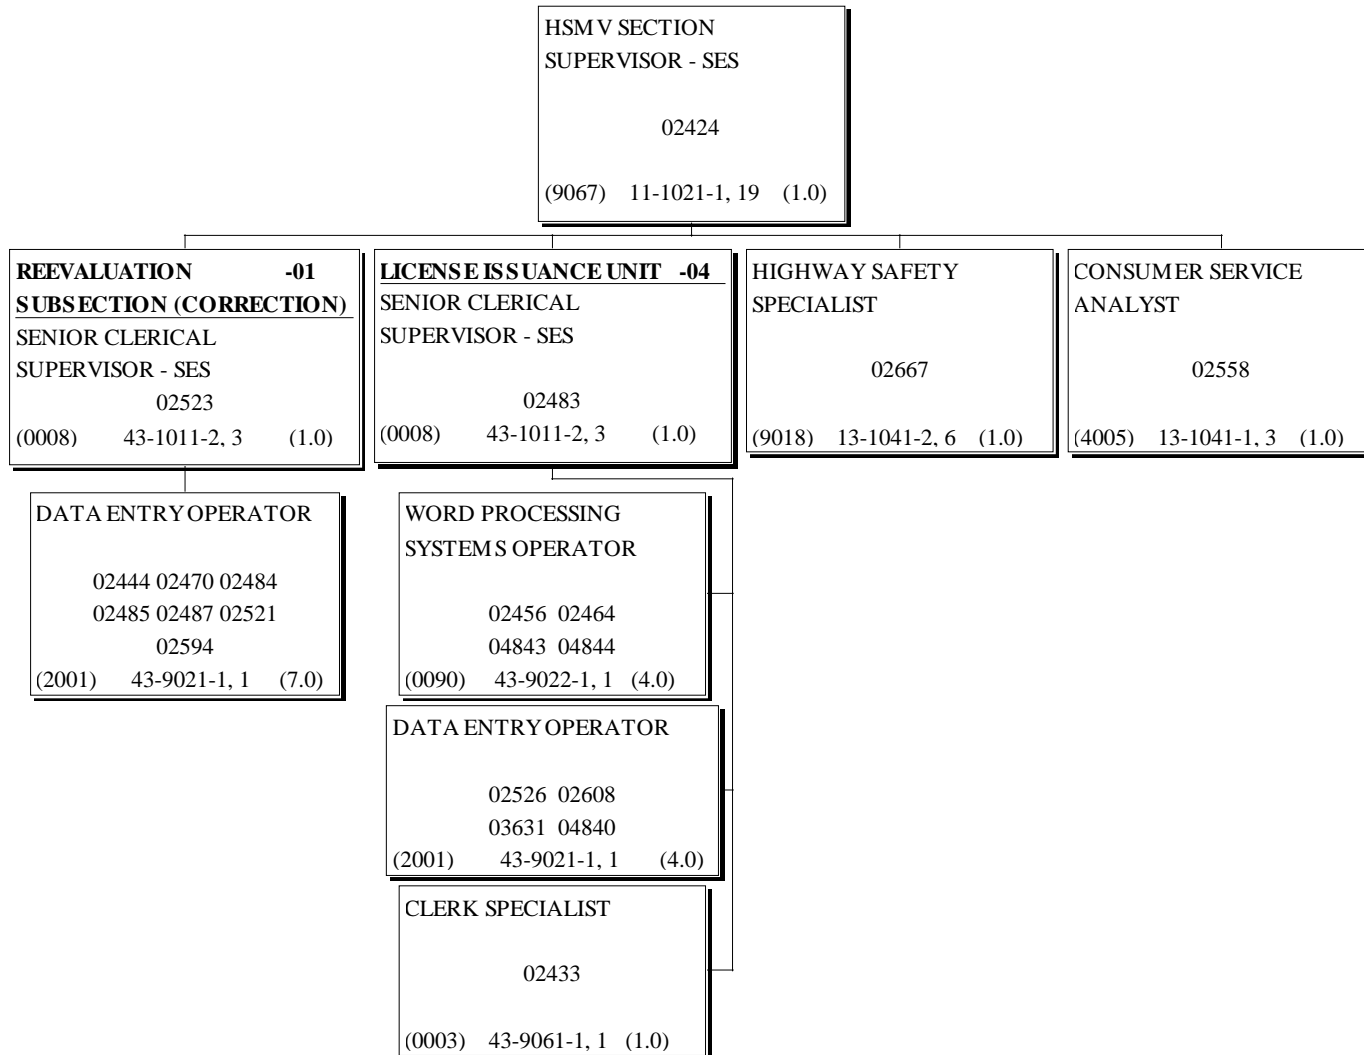 HSMV SECTION
SUPERVISOR - SES
02424
(9067) 11-1021-1, 19 (1.0)
REEVALUATION -01
SUBSECTION (CORRECTION)
SENIOR CLERICAL
SUPERVISOR - SES
02523
(0008) 43-1011-2, 3 (1.0)
LICENSE ISSUANCE UNIT -04
SENIOR CLERICAL
SUPERVISOR - SES
02483
(0008) 43-1011-2, 3 (1.0)
HIGHWAY SAFETY
SPECIALIST
02667
(9018) 13-1041-2, 6 (1.0)
CONSUMER SERVICE
ANALYST
02558
(4005) 13-1041-1, 3 (1.0)
DATA ENTRY OPERATOR
02444 02470 02484
02485 02487 02521
02594
(2001) 43-9021-1, 1 (7.0)
WORD PROCESSING
SYSTEMS OPERATOR
02456 02464
04843 04844
(0090) 43-9022-1, 1 (4.0)
DATA ENTRY OPERATOR
02526 02608
03631 04840
(2001) 43-9021-1, 1 (4.0)
CLERK SPECIALIST
02433
(0003) 43-9061-1, 1 (1.0)